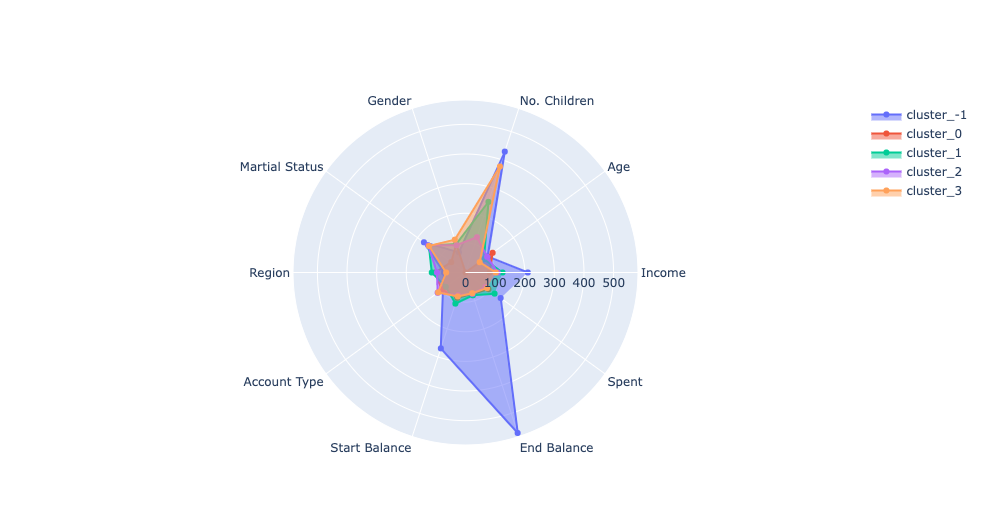 Gender
No. Children
Martial Status
Age
Region
Income
0 100 200 300 400 500
Account Type
Spent
Start Balance
End Balance
cluster_-1
cluster_0
cluster_1
cluster_2
cluster_3